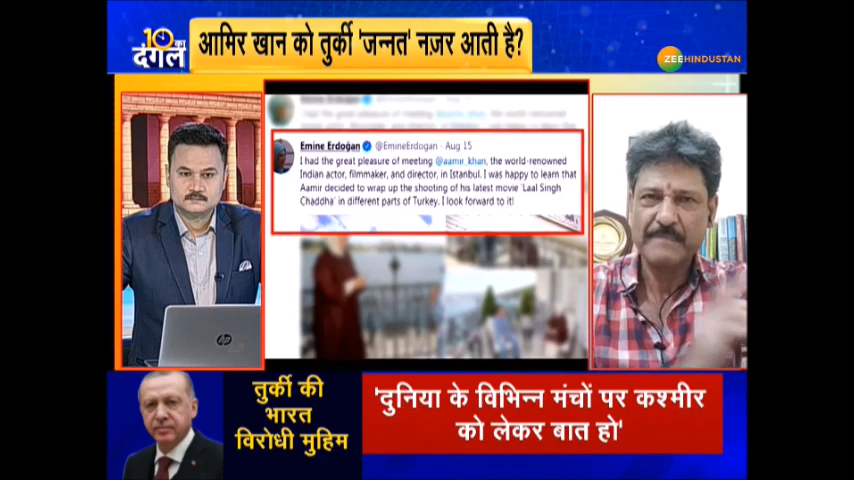 10 का
दंगल
आमिर खान को तुर्की 'जन्नत' नज़र आती है?
ZEE HINDUSTAN
Emine Erdoğan @EmineErdogan · Aug 15
I had the great pleasure of meeting @aamir_khan, the world-renowned
Indian actor, filmmaker, and director, in Istanbul. I was happy to learn that
Aamir decided to wrap up the shooting of his latest movie 'Laal Singh
Chaddha' in different parts of Turkey. I look forward to it!
hp
तुर्की की
भारत
विरोधी मुहिम
'दुनिया के विभिन्न मंचों पर कश्मीर
को लेकर बात हो'